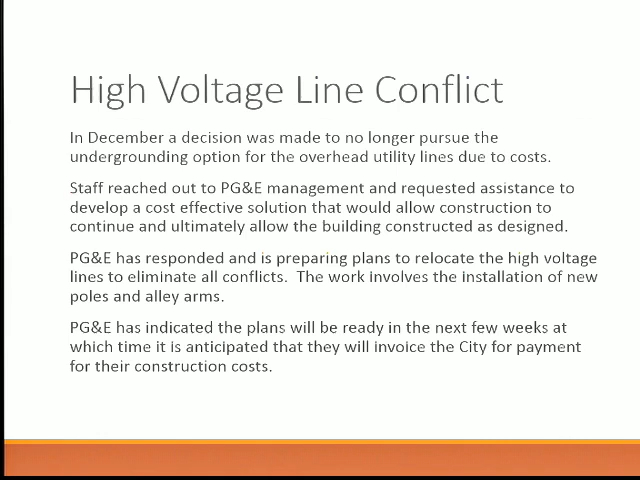 High Voltage Line Conflict
In December a decision was made to no longer pursue the
undergrounding option for the overhead utility lines due to costs.
Staff reached out to PG&E management and requested assistance to
develop a cost effective solution that would allow construction to
continue and ultimately allow the building constructed as designed.
PG&E has responded and is preparing plans to relocate the high voltage
lines to eliminate all conflicts.  The work involves the installation of new
poles and alley arms.
PG&E has indicated the plans will be ready in the next few weeks at
which time it is anticipated that they will invoice the City for payment
for their construction costs.